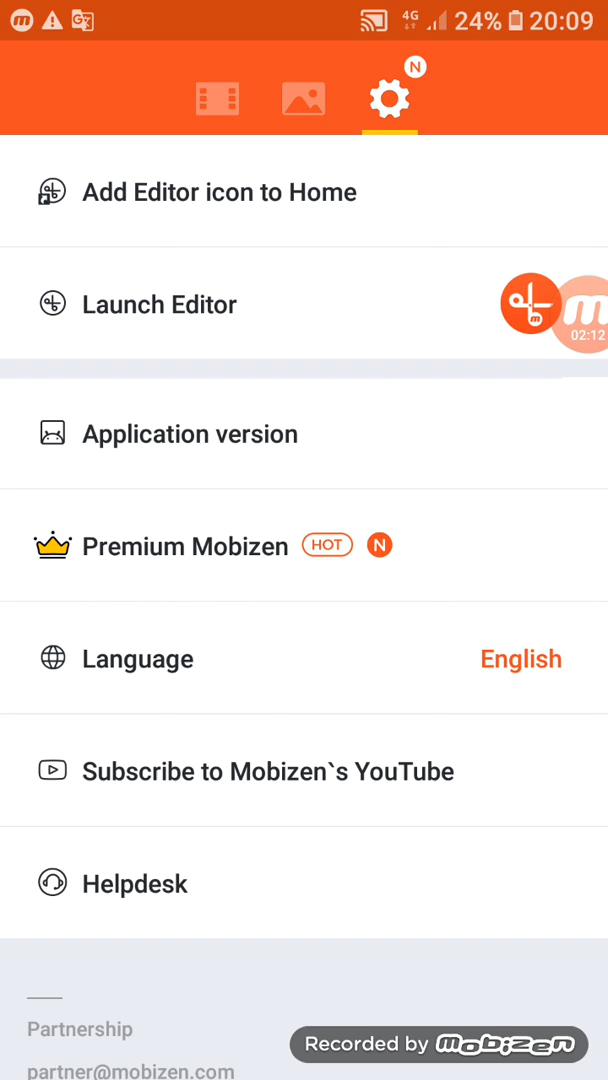 4G 24% 20:09
N
Add Editor icon to Home
Launch Editor
m
02:12
Application version
Premium Mobizen HOT N
Language English
Subscribe to Mobizen`s YouTube
Helpdesk
Partnership
Recorded by mobizen
partner@mobizen.com